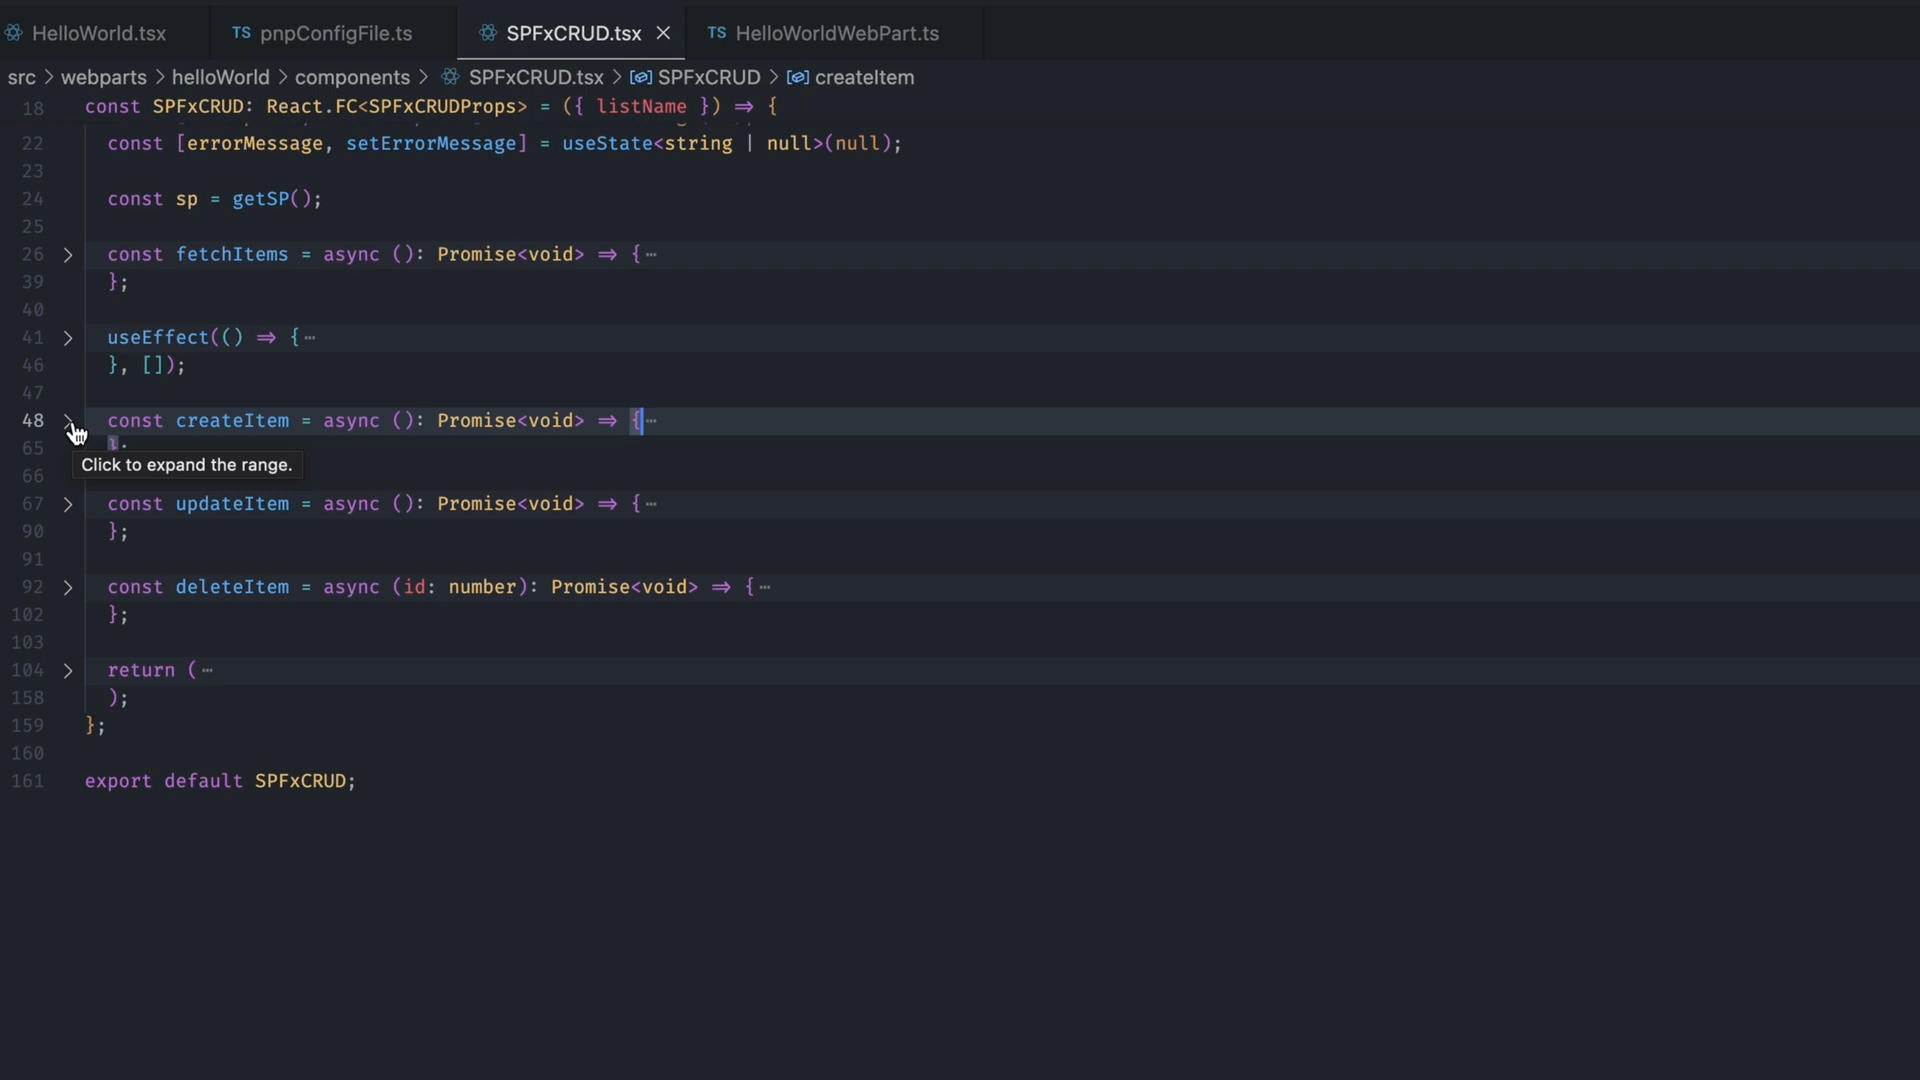 HelloWorld.tsx TS pnpConfigFile.ts SPFxCRUD.tsx × TS HelloWorldWebPart.ts
src > webparts > helloWorld > components > SPFxCRUD.tsx > SPFxCRUD > createItem
18 const SPFxCRUD: React.FC<SPFxCRUDProps> = ({ listName }) ⇒ {
22 const [errorMessage, setErrorMessage] = useState<string | null>(null);
23
24 const sp = getSP();
25
26 > const fetchItems = async (): Promise<void> ⇒ {⋯
39 };
40
41 > useEffect(() ⇒ {⋯
46 }, []);
47
48 > const createItem = async (): Promise<void> ⇒ {⋯
65 };
Click to expand the range.
66
67 > const updateItem = async (): Promise<void> ⇒ {⋯
90 };
91
92 > const deleteItem = async (id: number): Promise<void> ⇒ {⋯
102 };
103
104 > return (⋯
158 );
159 };
160
161 export default SPFxCRUD;